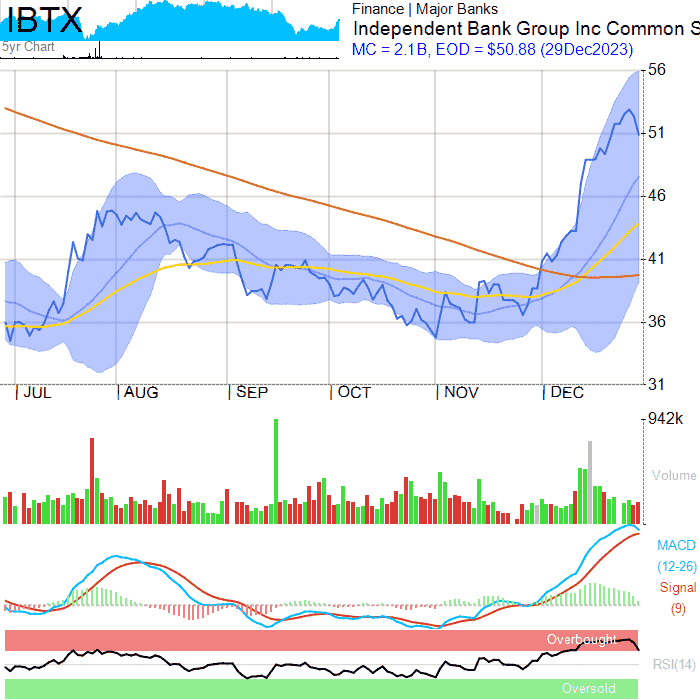 IBTX
5yr Chart
Finance | Major Banks
Independent Bank Group Inc Common S
MC = 2.1B, EOD = $50.88 (29Dec2023)
56
51
46
41
36
31
JUL
AUG
SEP
OCT
NOV
DEC
942k
Volume
MACD
(12-26)
Signal
(9)
Overbought
RSI(14)
Oversold